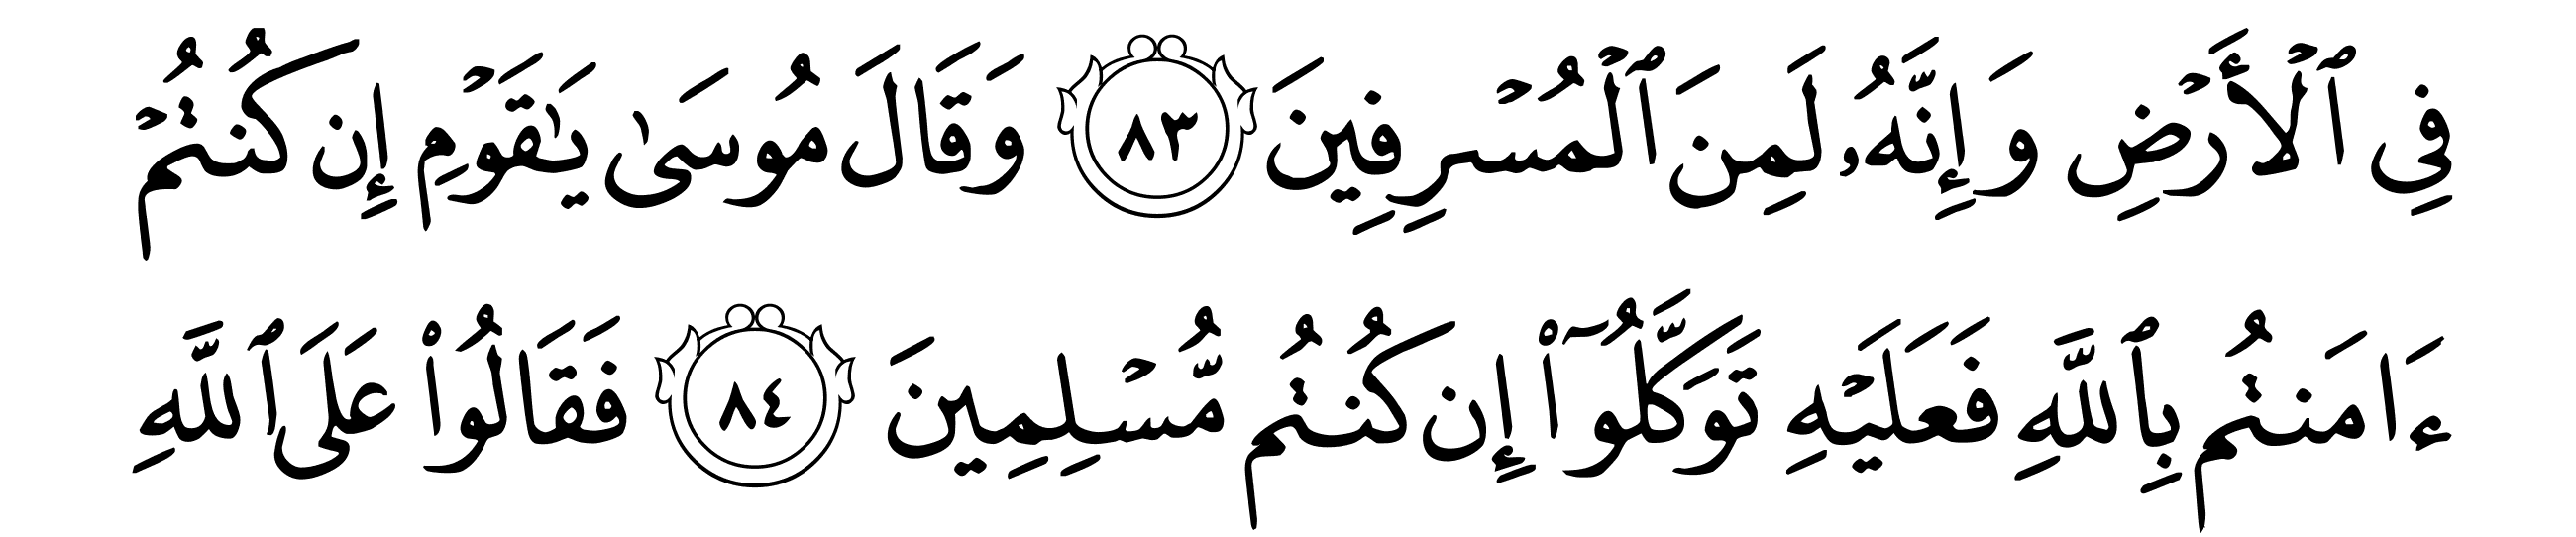 فِي ٱلۡأَرۡضِ وَإِنَّهُۥ لَمِنَ ٱلۡمُسۡرِفِينَ ٨٣ وَقَالَ مُوسَىٰ يَٰقَوۡمِ إِن كُنتُمۡ
ءَامَنتُم بِٱللَّهِ فَعَلَيۡهِ تَوَكَّلُوٓاْ إِن كُنتُم مُّسۡلِمِينَ ٨٤ فَقَالُواْ عَلَى ٱللَّهِ